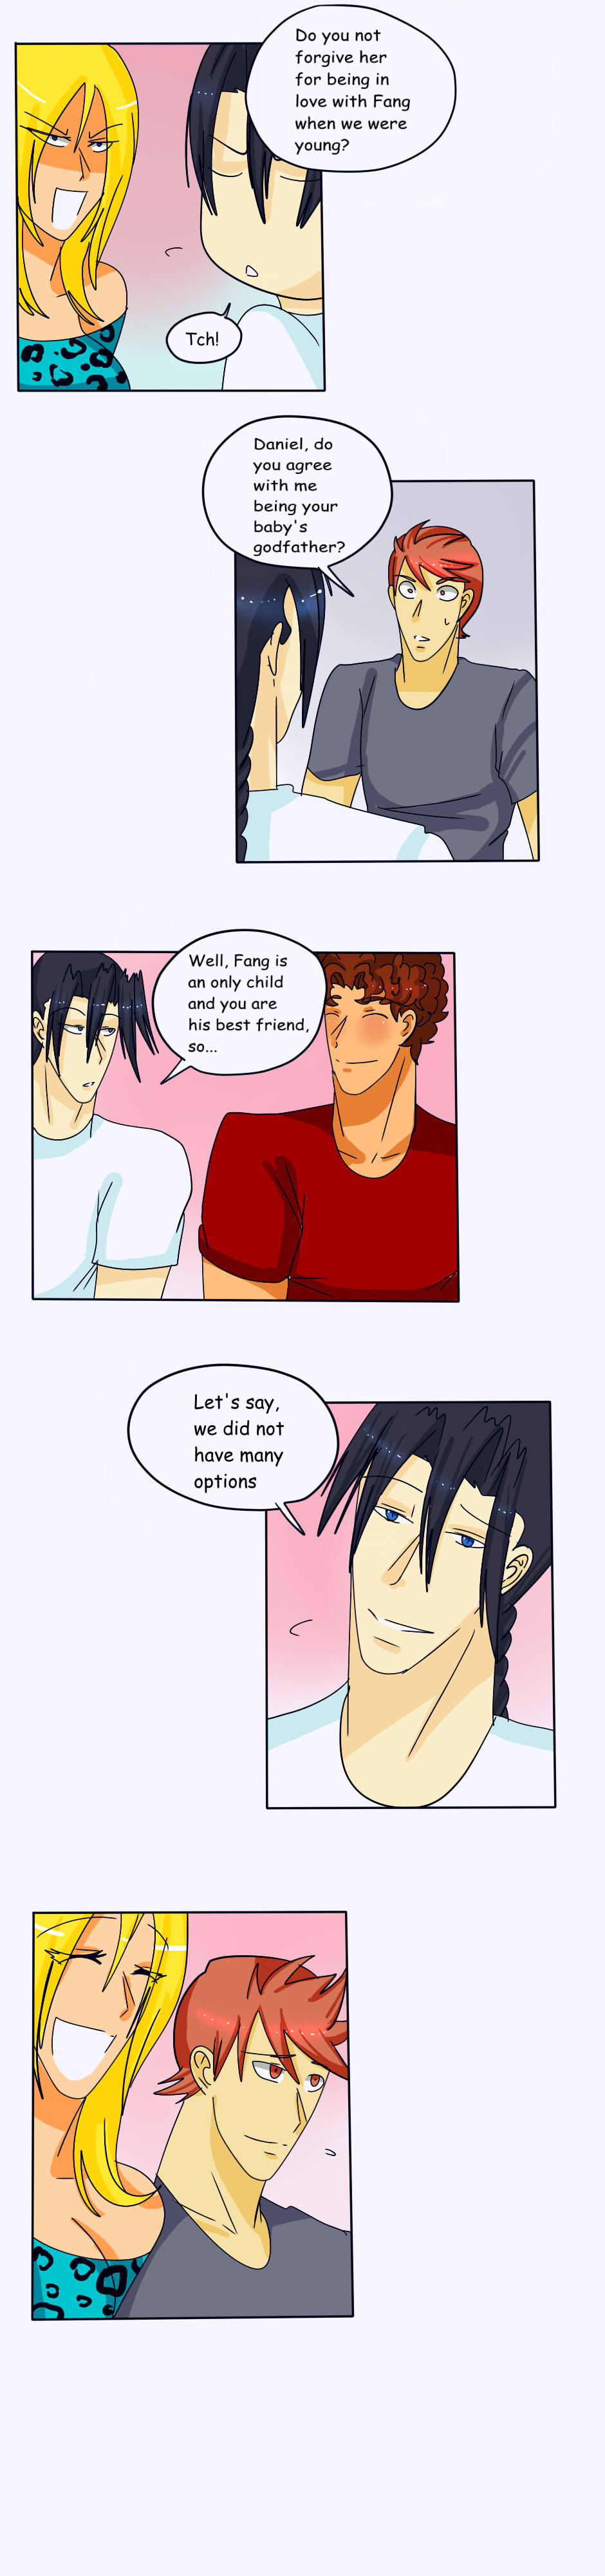 Do you not
forgive her
for being in
love with Fang
when we were
young?
Tch!
Daniel, do
you agree
with me
being your
baby's
godfather?
Well, Fang is
an only child
and you are
his best friend,
so...
Let's say,
we did not
have many
options